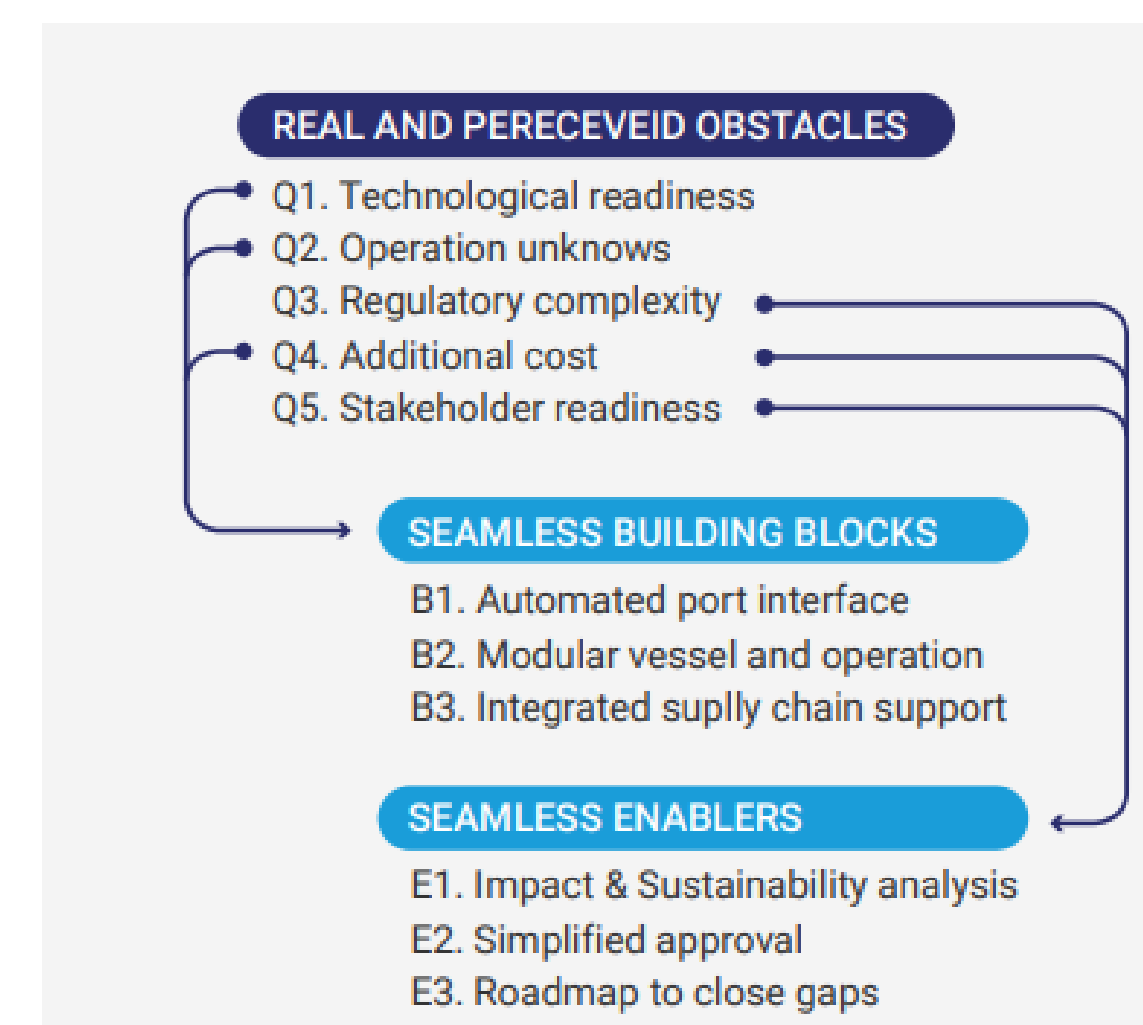 REAL AND PERECEVEID OBSTACLES
Q1. Technological readiness
Q2. Operation unknows
Q3. Regulatory complexity
Q4. Additional cost
Q5. Stakeholder readiness
SEAMLESS BUILDING BLOCKS
B1. Automated port interface
B2. Modular vessel and operation
B3. Integrated suplly chain support
SEAMLESS ENABLERS
E1. Impact & Sustainability analysis
E2. Simplified approval
E3. Roadmap to close gaps